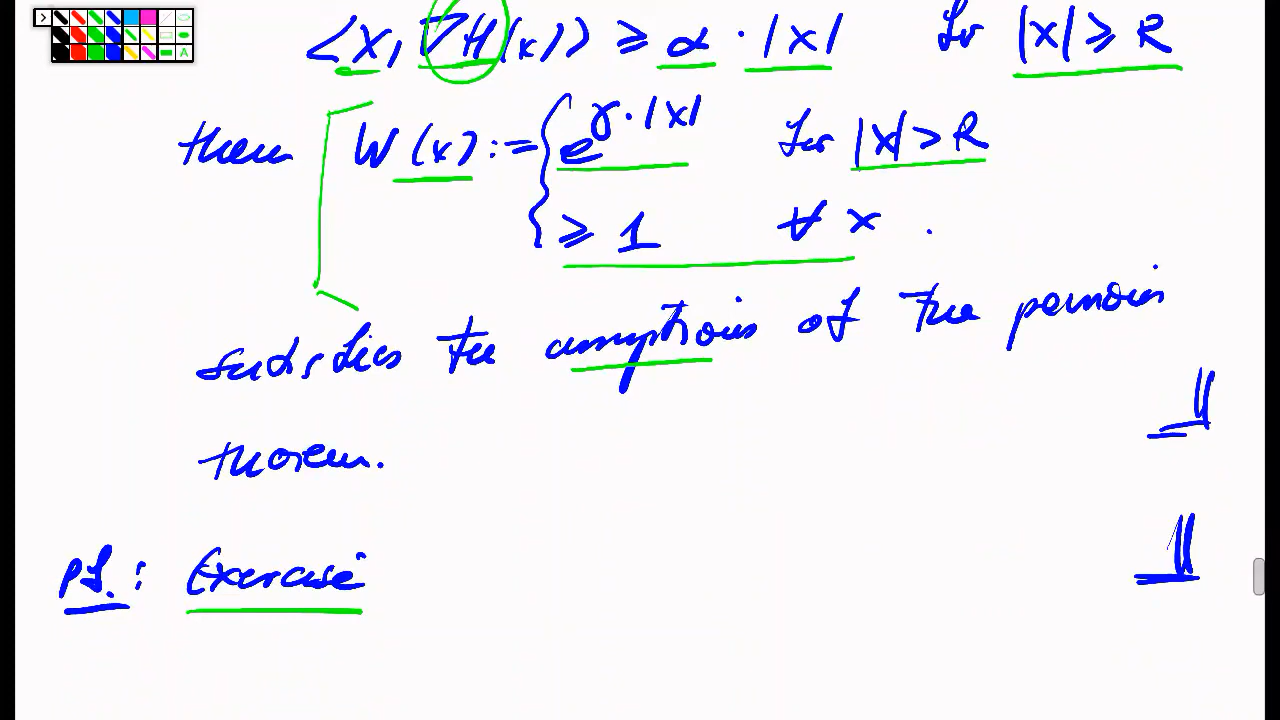 <x, ∇H(x)> ≥ α · |x| for |x| ≥ R
then W(x) := { e^{γ·|x|} for |x| > R
≥ 1 ∀ x .
satisfies the assumptions of the previous
theorem.
Pf.: Exercise